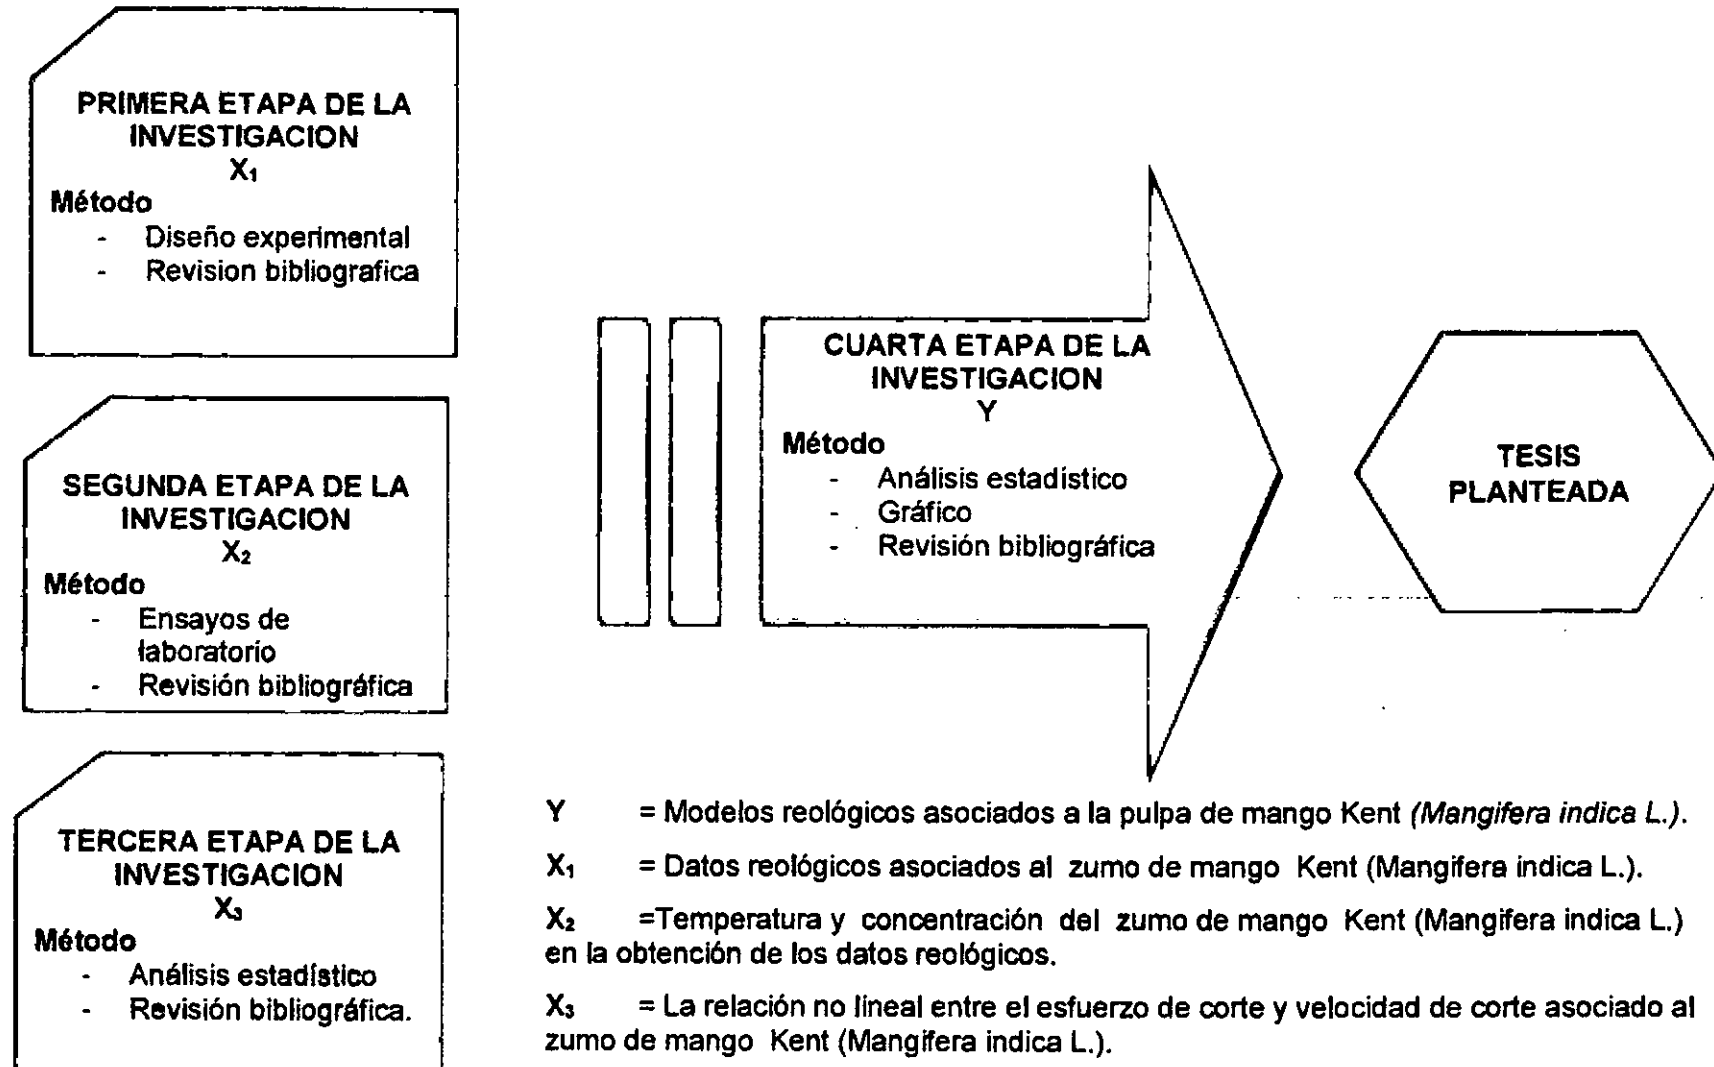 PRIMERA ETAPA DE LA
INVESTIGACION
X₁
Método
- Diseño experimental
- Revision bibliografica
SEGUNDA ETAPA DE LA
INVESTIGACION
X₂
Método
- Ensayos de
laboratorio
- Revisión bibliográfica
TERCERA ETAPA DE LA
INVESTIGACION
X₃
Método
- Análisis estadístico
- Revisión bibliográfica.
CUARTA ETAPA DE LA
INVESTIGACION
Y
Método
- Análisis estadístico
- Gráfico
- Revisión bibliográfica
TESIS
PLANTEADA
Y = Modelos reológicos asociados a la pulpa de mango Kent (Mangifera indica L.).
X₁ = Datos reológicos asociados al zumo de mango Kent (Mangifera indica L.).
X₂ =Temperatura y concentración del zumo de mango Kent (Mangifera indica L.)
en la obtención de los datos reológicos.
X₃ = La relación no lineal entre el esfuerzo de corte y velocidad de corte asociado al
zumo de mango Kent (Mangifera indica L.).